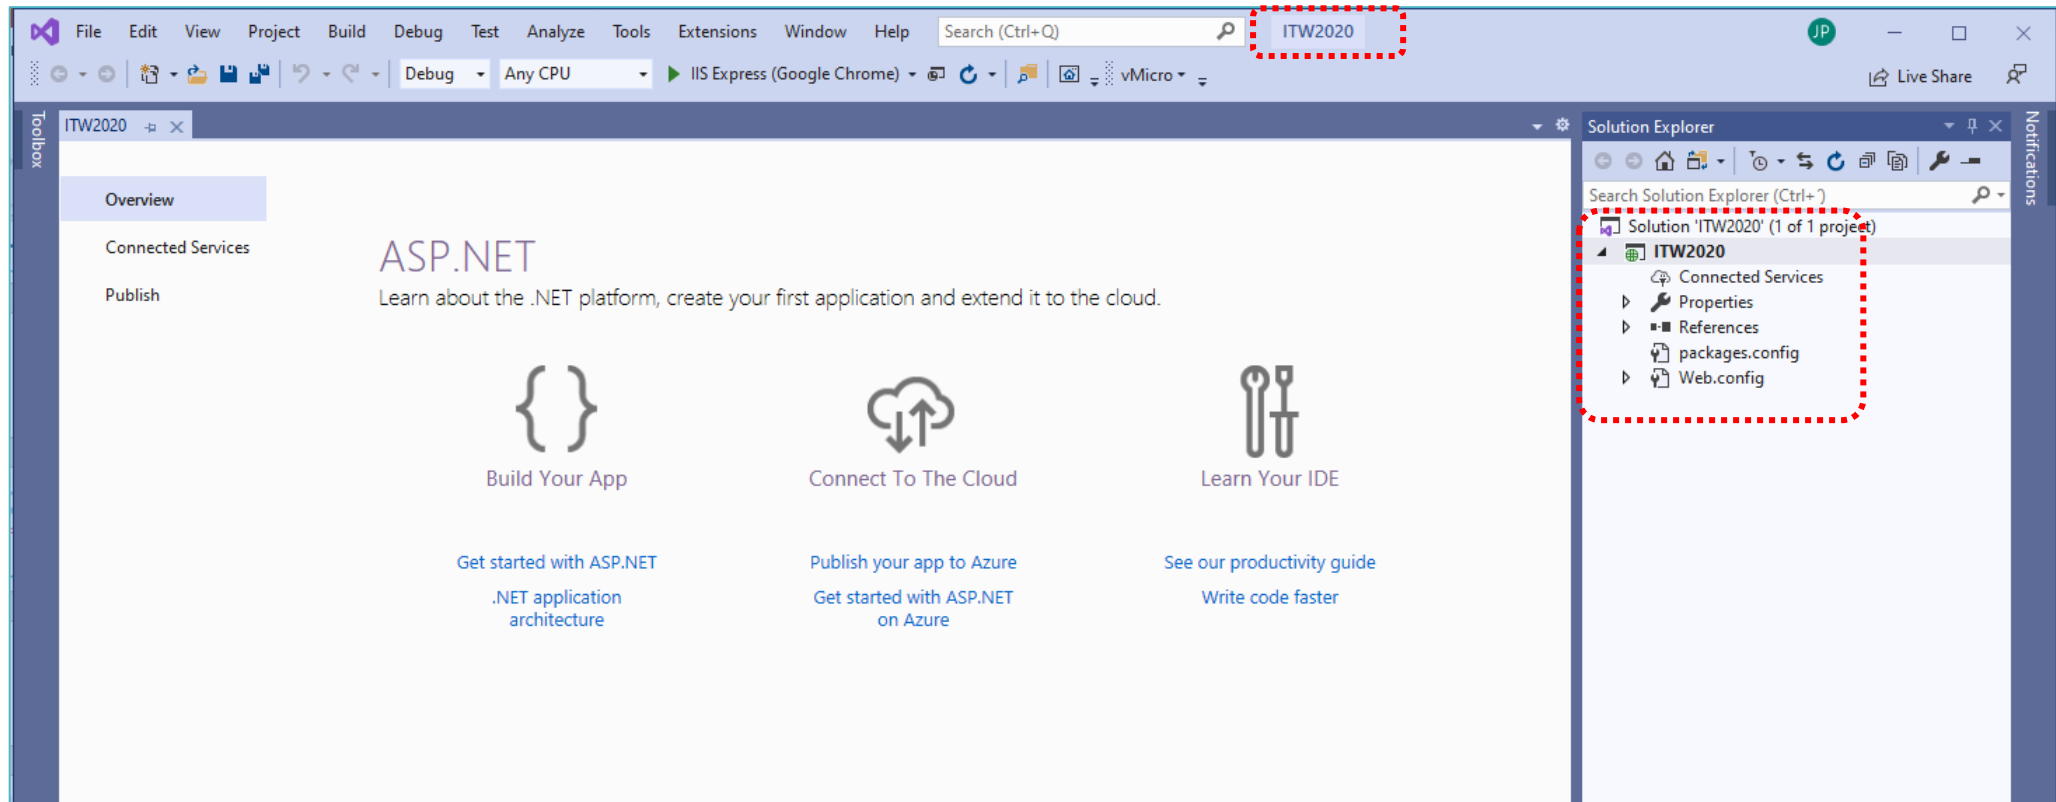 File Edit View Project Build Debug Test Analyze Tools Extensions Window Help Search (Ctrl+Q) ITW2020 JP
Debug Any CPU IIS Express (Google Chrome) vMicro Live Share
Toolbox
ITW2020
Overview
Connected Services
Publish
ASP.NET
Learn about the .NET platform, create your first application and extend it to the cloud.
Build Your App
Get started with ASP.NET
.NET application
architecture
Connect To The Cloud
Publish your app to Azure
Get started with ASP.NET
on Azure
Learn Your IDE
See our productivity guide
Write code faster
Solution Explorer
Search Solution Explorer (Ctrl+ˆ)
Solution 'ITW2020' (1 of 1 project)
ITW2020
Connected Services
Properties
References
packages.config
Web.config
Notifications